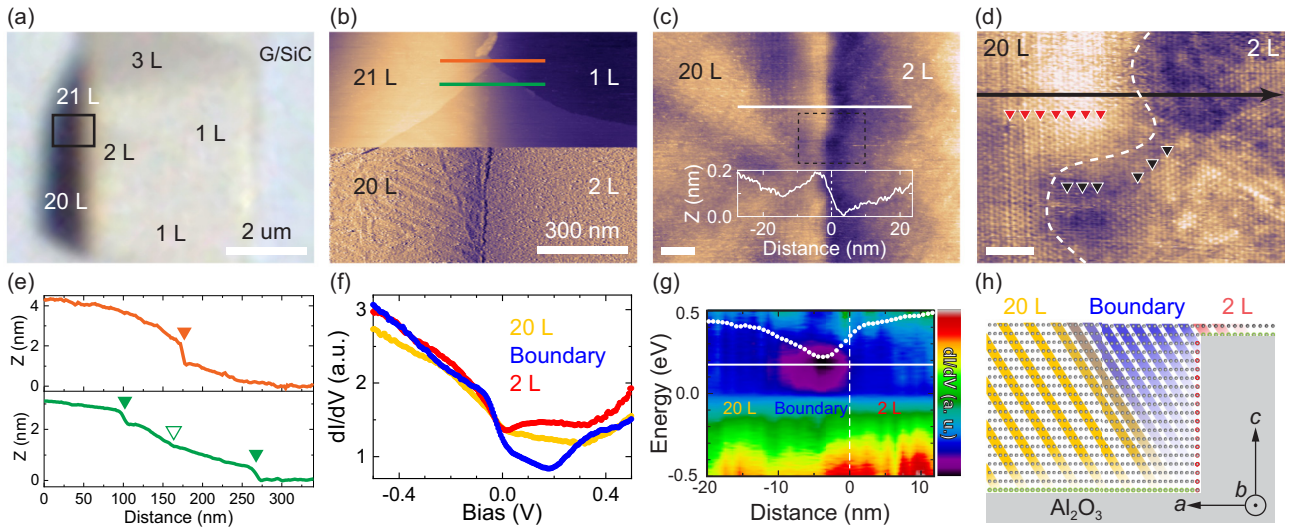 (a)
G/SiC
3 L
21 L
1 L
2 L
20 L
1 L
2 um
(b)
21 L
1 L
20 L
2 L
300 nm
(c)
20 L
2 L
Z (nm)
0.2
0.0
-20
0
20
Distance (nm)
(d)
20 L
2 L
(e)
Z (nm)
4
2
0
Z (nm)
2
0
0
50
100
150
200
250
300
Distance (nm)
(f)
dI/dV (a.u.)
3
2
1
20 L
Boundary
2 L
-0.4
0.0
0.4
Bias (V)
(g)
Energy (eV)
0.5
0.0
-0.5
20 L
Boundary
2 L
-20
-10
0
10
Distance (nm)
dI/dV (a. u.)
(h)
20 L
Boundary
2 L
Al2O3
c
b
a